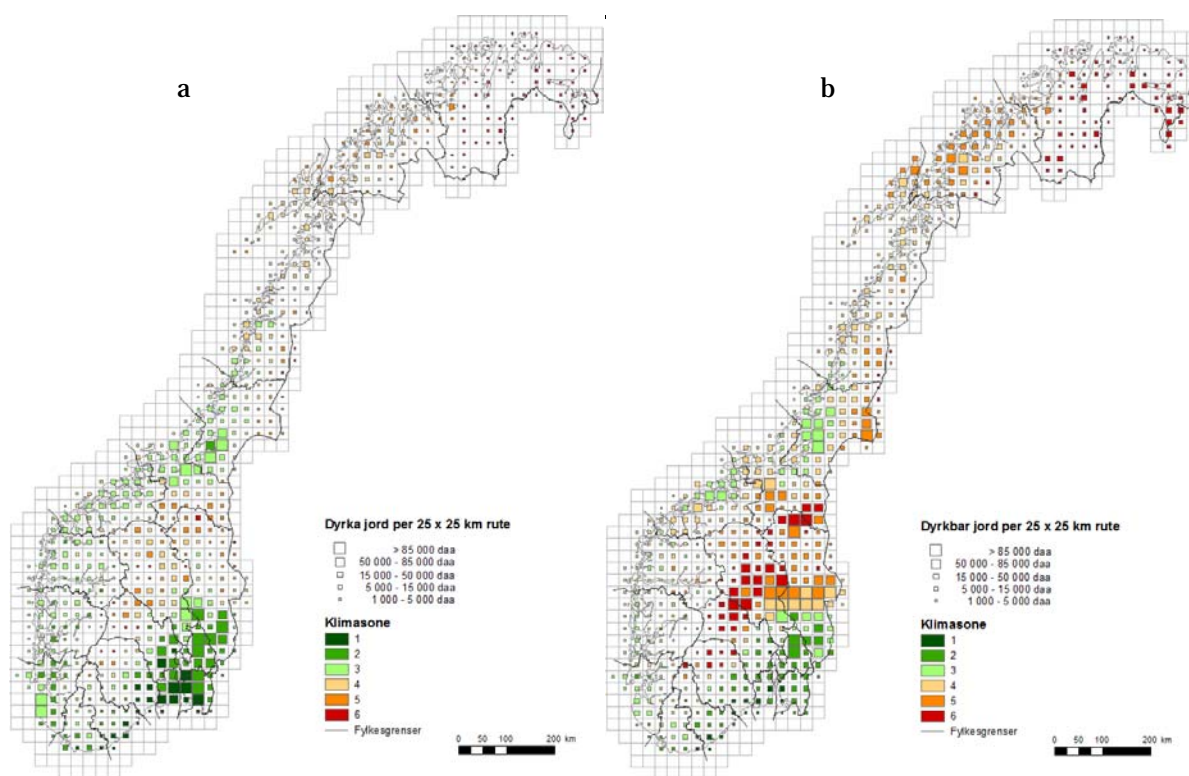 a
Dyrka jord per 25 x 25 km rute
> 85 000 daa
50 000 - 85 000 daa
15 000 - 50 000 daa
5 000 - 15 000 daa
1 000 - 5 000 daa
Klimasone
1
2
3
4
5
6
Fylkesgrenser
0 50 100 200 km
b
Dyrkbar jord per 25 x 25 km rute
> 85 000 daa
50 000 - 85 000 daa
15 000 - 50 000 daa
5 000 - 15 000 daa
1 000 - 5 000 daa
Klimasone
1
2
3
4
5
6
Fylkesgrenser
0 50 100 200 km